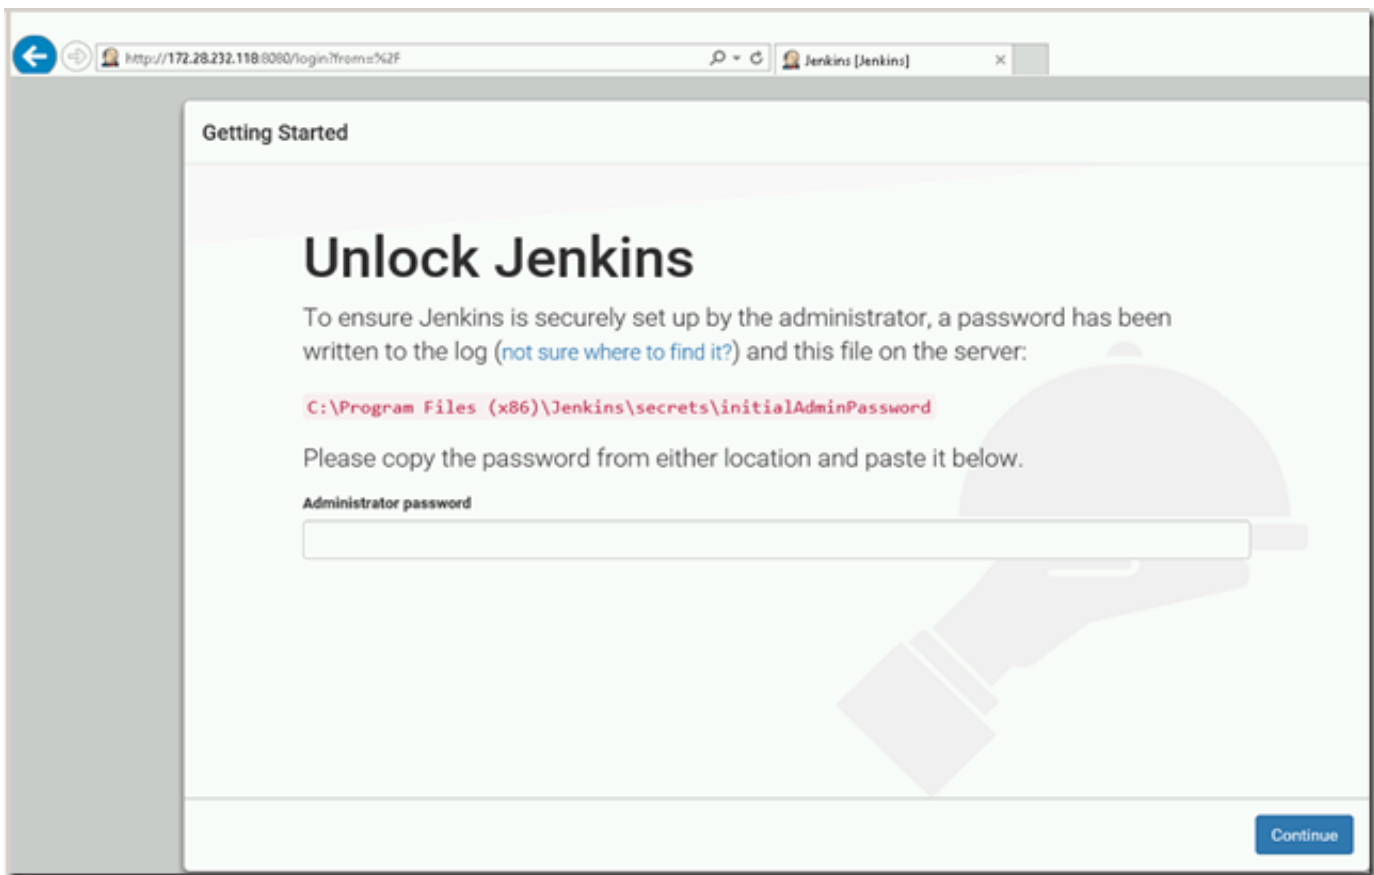 http://172.28.232.118:8080/login?from=%2F
Jenkins [Jenkins]
Getting Started
Unlock Jenkins
To ensure Jenkins is securely set up by the administrator, a password has been
written to the log (not sure where to find it?) and this file on the server:
C:\Program Files (x86)\Jenkins\secrets\initialAdminPassword
Please copy the password from either location and paste it below.
Administrator password
Continue